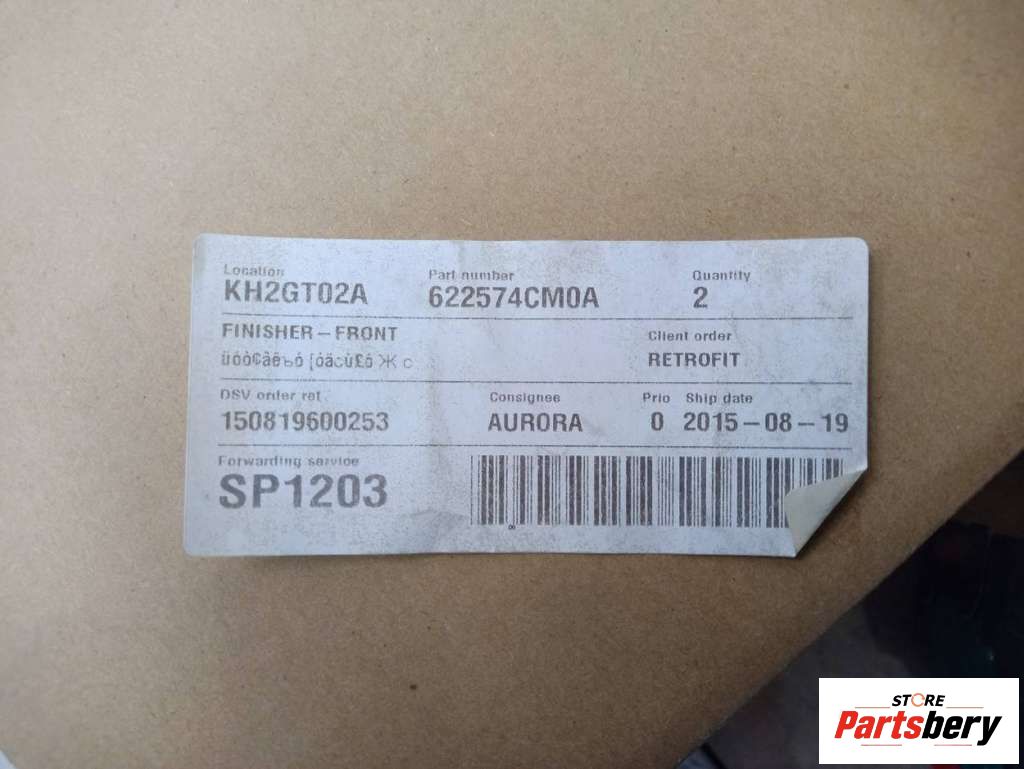 Location Part number Quantity
KH2GT02A 622574CM0A 2
FINISHER – FRONT Client order
RETROFIT
DSV order ref Consignee Prio Ship date
150819600253 AURORA 0 2015–08–19
Forwarding service
SP1203
STORE
Partsbery